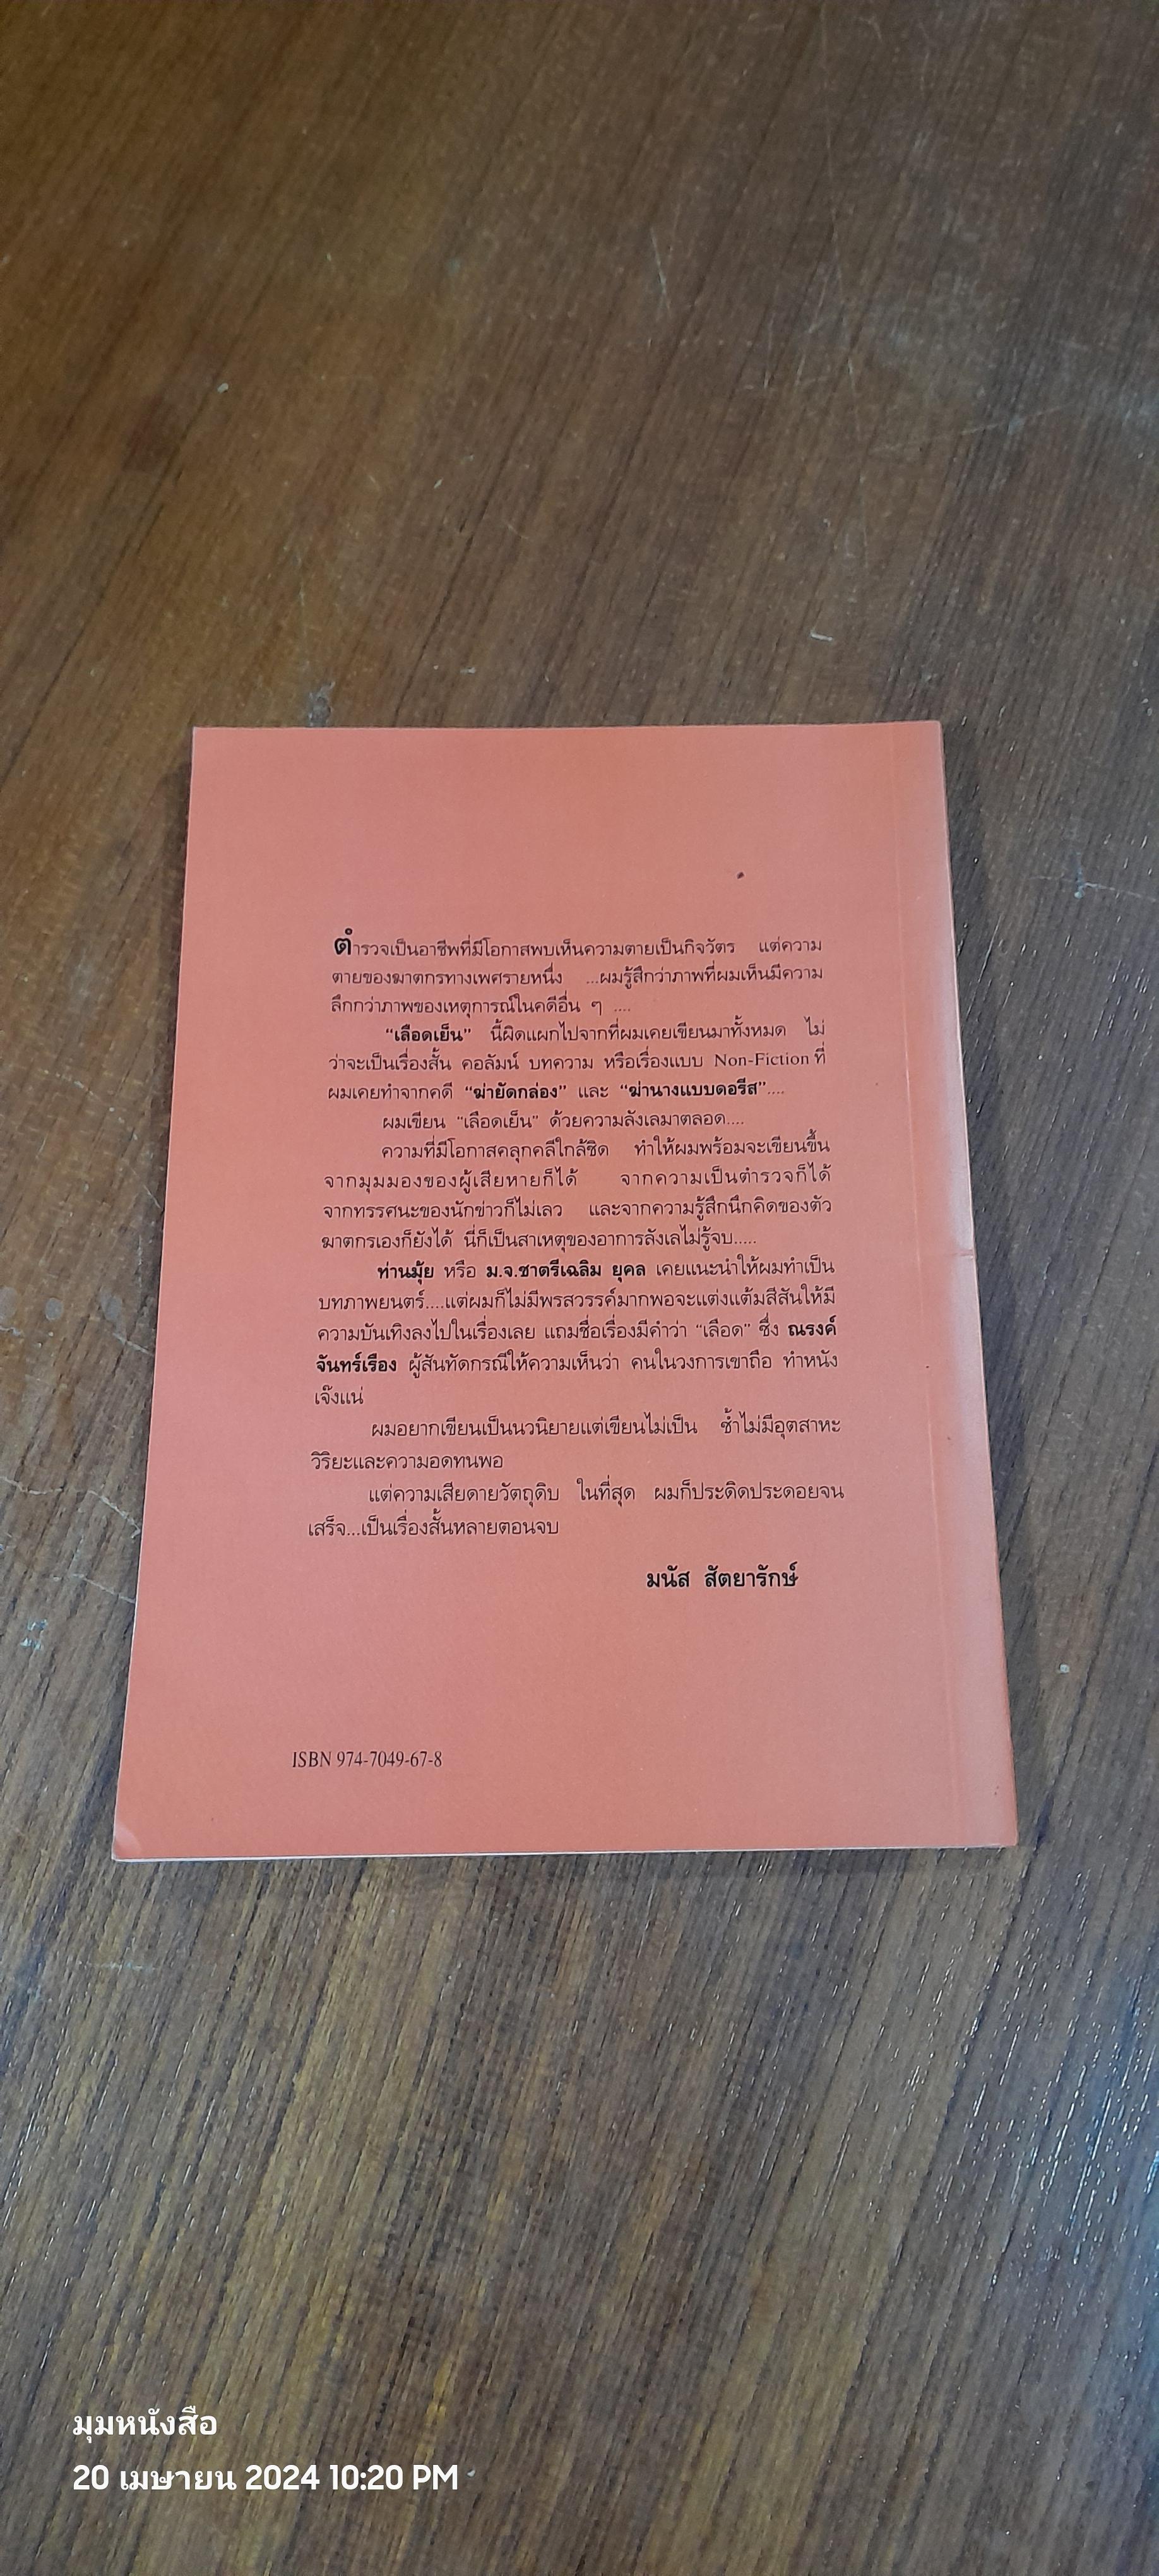 ตำรวจเป็นอาชีพที่มีโอกาสพบเห็นความตายเป็นกิจวัตร แต่ความ
ตายของฆาตกรทางเพศรายหนึ่ง ...ผมรู้สึกว่าภาพที่ผมเห็นมีความ
ลึกกว่าภาพของเหตุการณ์ในคดีอื่น ๆ ....
“เลือดเย็น” นี้ผิดแผกไปจากที่ผมเคยเขียนมาทั้งหมด ไม่
ว่าจะเป็นเรื่องสั้น คอลัมน์ บทความ หรือเรื่องแบบ Non-Fiction ที่
ผมเคยทำจากคดี “ฆ่ายัดกล่อง” และ “ฆ่านางแบบดอรีส”....
ผมเขียน “เลือดเย็น” ด้วยความลังเลมาตลอด....
ความที่มีโอกาสคลุกคลีใกล้ชิด ทำให้ผมพร้อมจะเขียนขึ้น
จากมุมมองของผู้เสียหายก็ได้ จากความเป็นตำรวจก็ได้
จากทรรศนะของนักข่าวก็ไม่เลว และจากความรู้สึกนึกคิดของตัว
ฆาตกรเองก็ยังได้ นี่ก็เป็นสาเหตุของอาการลังเลไม่รู้จบ.....
ท่านมุ้ย หรือ ม.จ.ชาตรีเฉลิม ยุคล เคยแนะนำให้ผมทำเป็น
บทภาพยนตร์....แต่ผมก็ไม่มีพรสวรรค์มากพอจะแต่งแต้มสีสันให้มี
ความบันเทิงลงไปในเรื่องเลย แถมชื่อเรื่องมีคำว่า “เลือด” ซึ่ง ณรงค์
จันทร์เรือง ผู้สันทัดกรณีให้ความเห็นว่า คนในวงการเขาถือ ทำหนัง
เจ๊งแน่
ผมอยากเขียนเป็นนวนิยายแต่เขียนไม่เป็น ซ้ำไม่มีอุตสาหะ
วิริยะและความอดทนพอ
แต่ความเสียดายวัตถุดิบ ในที่สุด ผมก็ประดิดประดอยจน
เสร็จ...เป็นเรื่องสั้นหลายตอนจบ
มนัส สัตยารักษ์
ISBN 974-7049-67-8
มุมหนังสือ
20 เมษายน 2024 10:20 PM